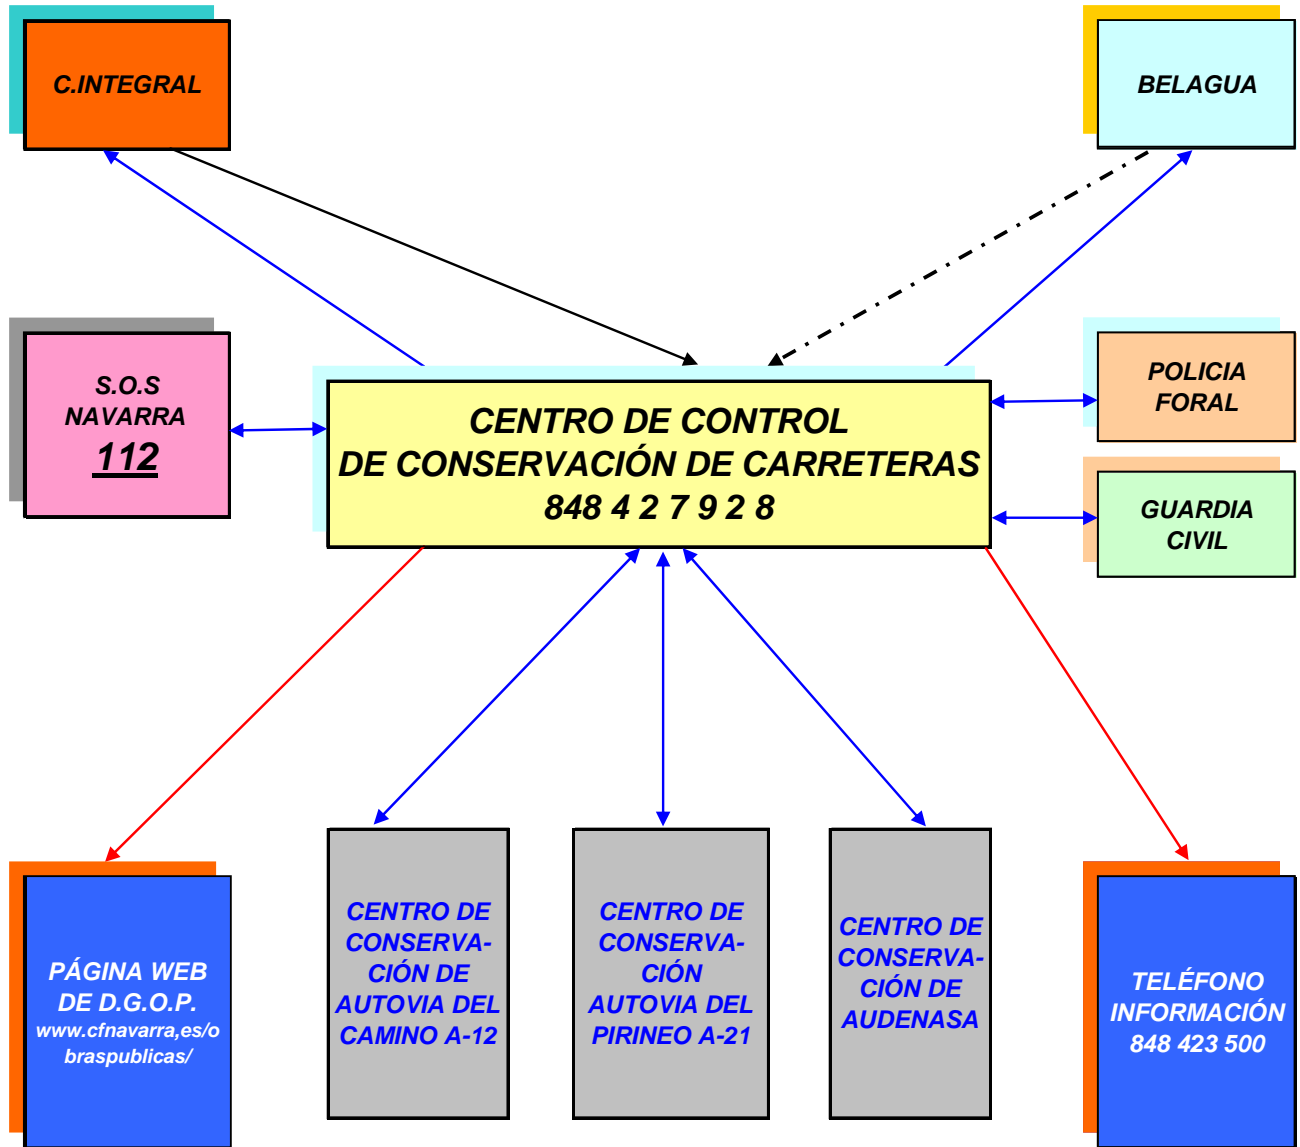 C.INTEGRAL
BELAGUA
S.O.S
NAVARRA
112
CENTRO DE CONTROL
DE CONSERVACIÓN DE CARRETERAS
848 4 2 7 9 2 8
POLICIA
FORAL
GUARDIA
CIVIL
PÁGINA WEB
DE D.G.O.P.
www.cfnavarra,es/o
braspublicas/
CENTRO DE
CONSERVA-
CIÓN DE
AUTOVIA DEL
CAMINO A-12
CENTRO DE
CONSERVA-
CIÓN
AUTOVIA DEL
PIRINEO A-21
CENTRO DE
CONSERVA-
CIÓN DE
AUDENASA
TELÉFONO
INFORMACIÓN
848 423 500